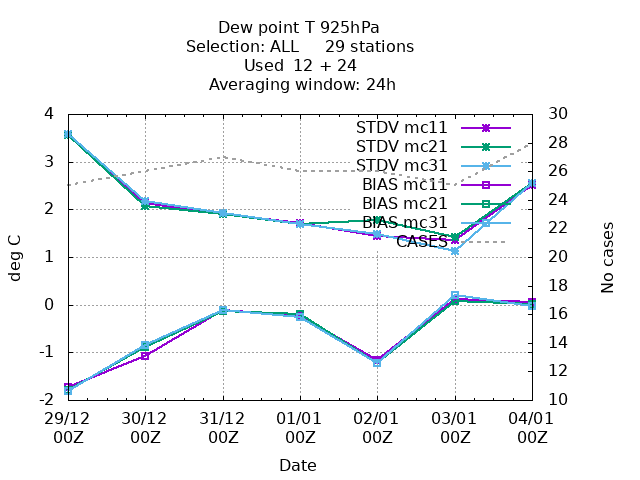 Dew point T 925hPa
Selection: ALL 29 stations
Used 12 + 24
Averaging window: 24h
4
3
2
1
0
-1
-2
deg C
30
28
26
24
22
20
18
16
14
12
10
No cases
STDV mc11
STDV mc21
STDV mc31
BIAS mc11
BIAS mc21
BIAS mc31
CASES
29/12 30/12 31/12 01/01 02/01 03/01 04/01
00Z 00Z 00Z 00Z 00Z 00Z 00Z
Date